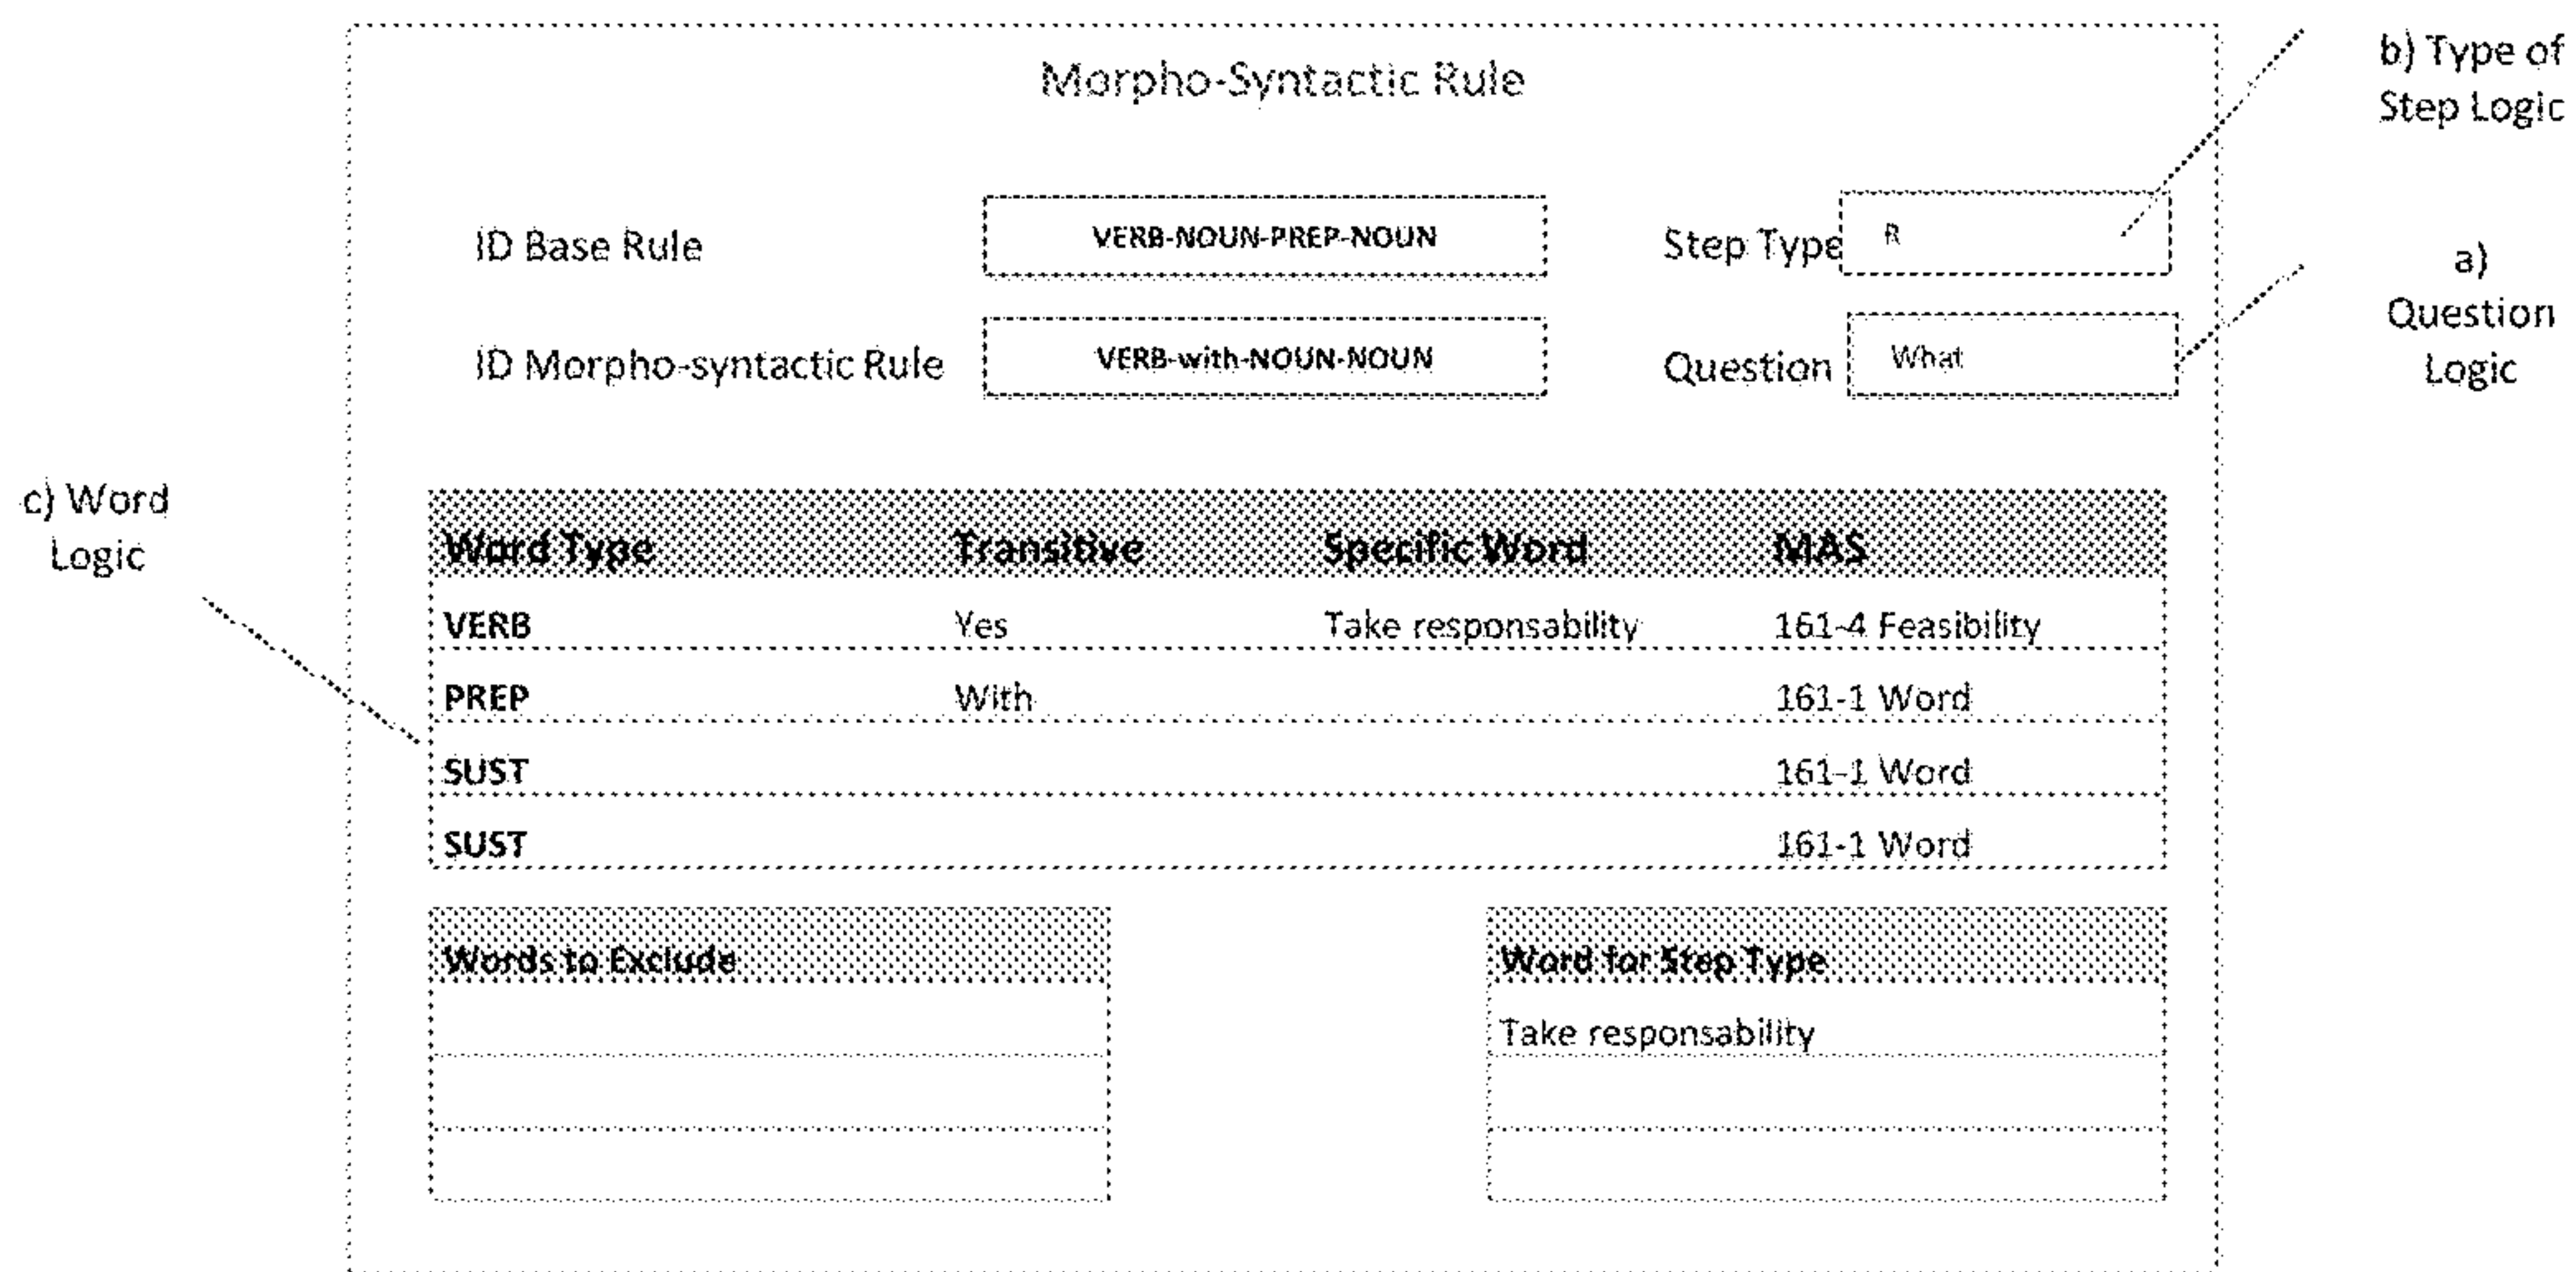 Morpho-Syntactic Rule
b) Type of
Step Logic
ID Base Rule VERB-NOUN-PREP-NOUN Step Type R
a)
Question
Logic
ID Morpho-syntactic Rule VERB-with-NOUN-NOUN Question What
c) Word
Logic
Word Type Transitive Specific Word MAS
VERB Yes Take responsability 161-4 Feasibility
PREP With 161-1 Word
SUST 161-1 Word
SUST 161-1 Word
Words to Exclude Word for Step Type
Take responsability